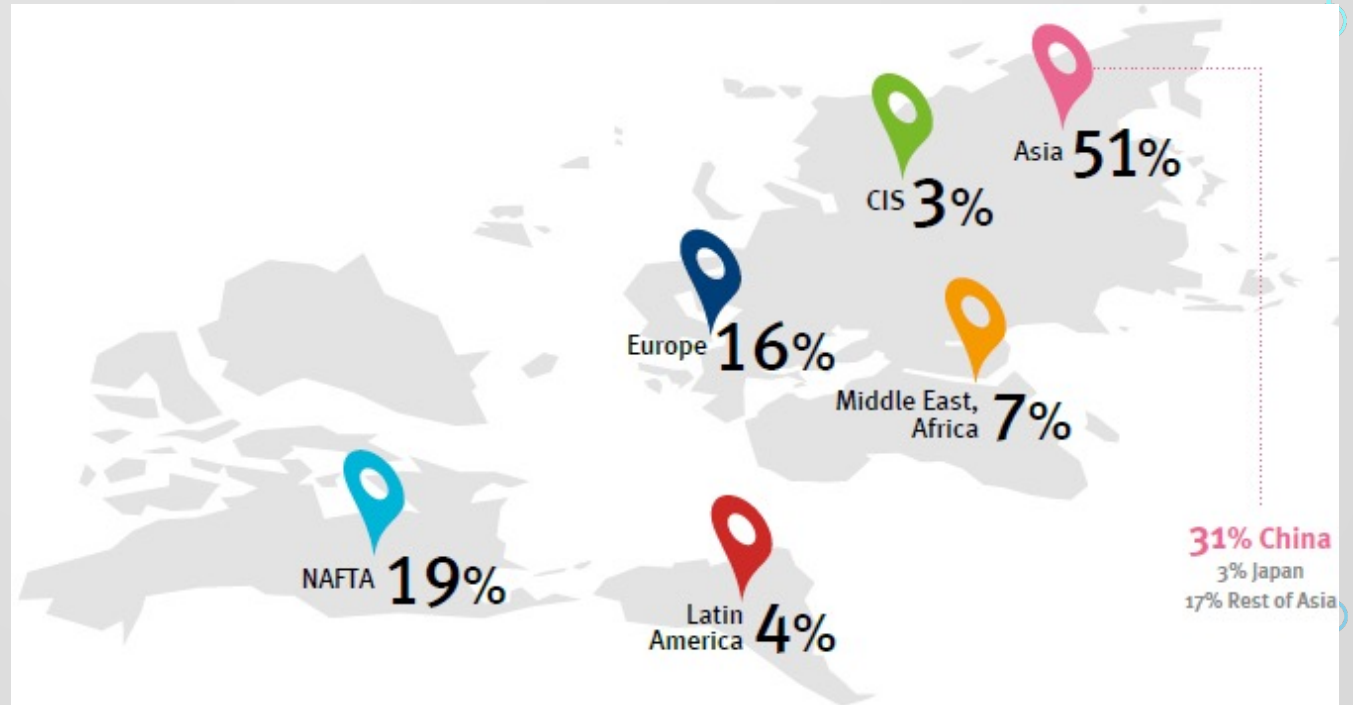 Asia 51%
CIS 3%
Europe 16%
Middle East,
Africa 7%
31% China
3% Japan
17% Rest of Asia
NAFTA 19%
Latin
America 4%